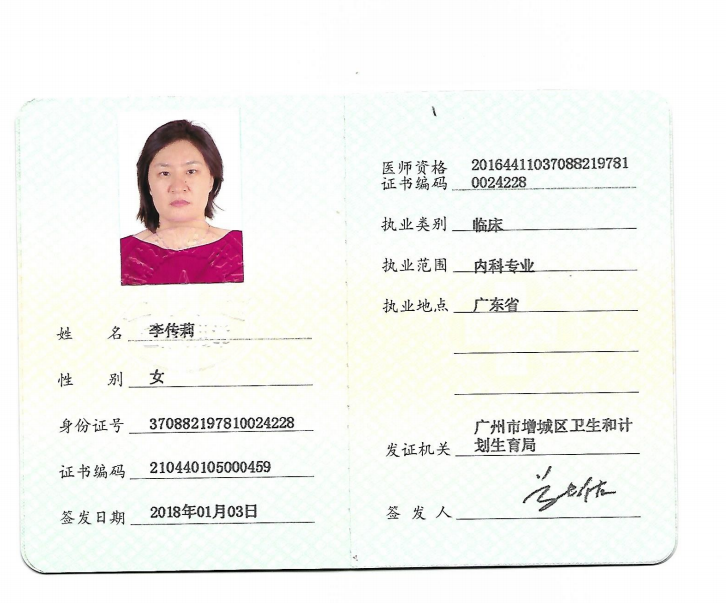 姓 名 李传莉
性 别 女
身份证号 370882197810024228
证书编码 210440105000459
签发日期 2018年01月03日
医师资格 20164411037088219781
证书编码 0024228
执业类别 临床
执业范围 内科专业
执业地点 广东省
广州市增城区卫生和计
发证机关 划生育局
签 发 人